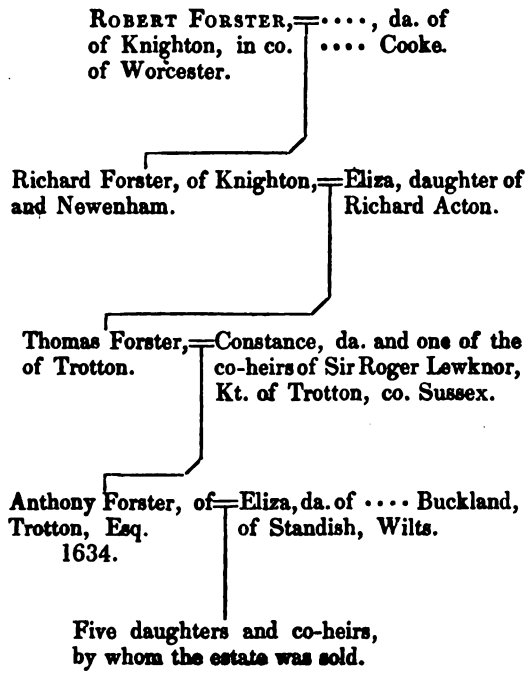 ROBERT FORSTER,=····, da. of
of Knighton, in co. ···· Cooke.
of Worcester.
Richard Forster, of Knighton,=Eliza, daughter of
and Newenham. Richard Acton.
Thomas Forster,=Constance, da. and one of the
of Trotton. co-heirs of Sir Roger Lewknor,
Kt. of Trotton, co. Sussex.
Anthony Forster, of=Eliza, da. of ···· Buckland,
Trotton, Esq. of Standish, Wilts.
1634.
Five daughters and co-heirs,
by whom the estate was sold.